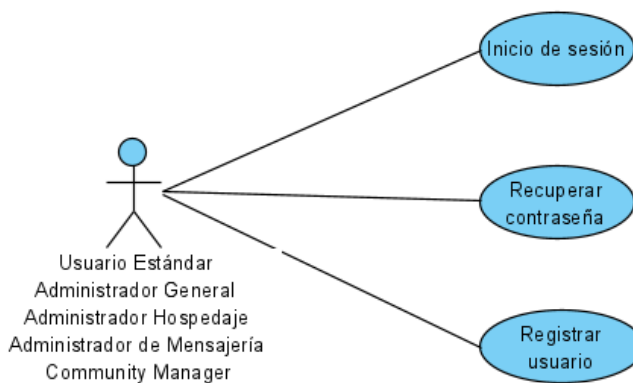 Inicio de sesión
Recuperar
contraseña
Usuario Estándar
Administrador General
Administrador Hospedaje
Administrador de Mensajería
Community Manager
Registrar
usuario